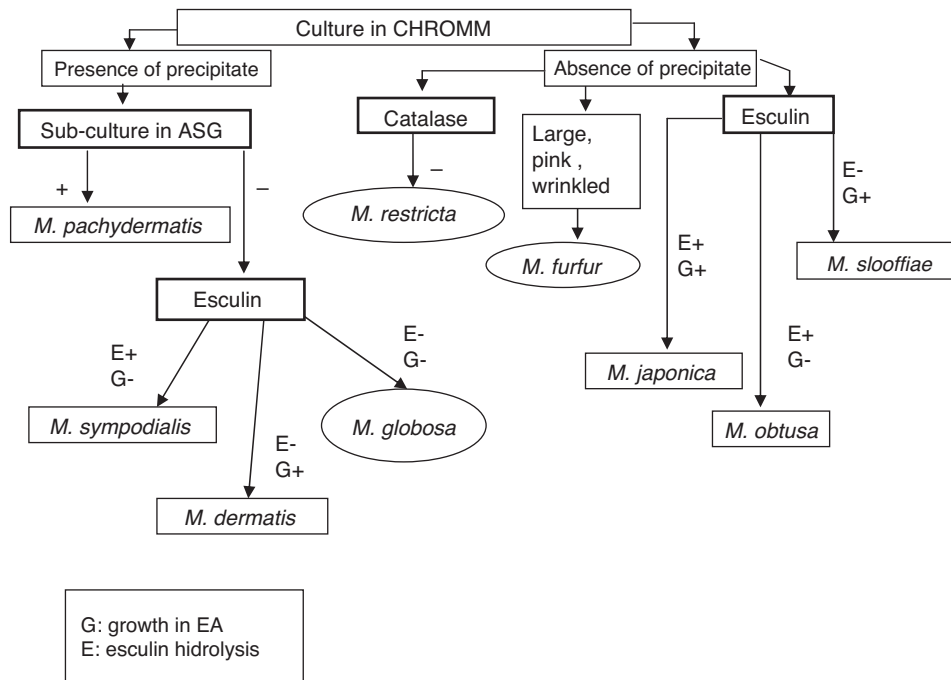 Culture in CHROMM
Presence of precipitate
Absence of precipitate
Sub-culture in ASG
Catalase
Large,
pink ,
wrinkled
Esculin
+
–
–
E-
G+
M. pachydermatis
M. restricta
M. furfur
E+
G+
M. slooffiae
Esculin
E+
G-
E-
G-
E+
G-
M. japonica
M. sympodialis
M. globosa
M. obtusa
E-
G+
M. dermatis
G: growth in EA
E: esculin hidrolysis